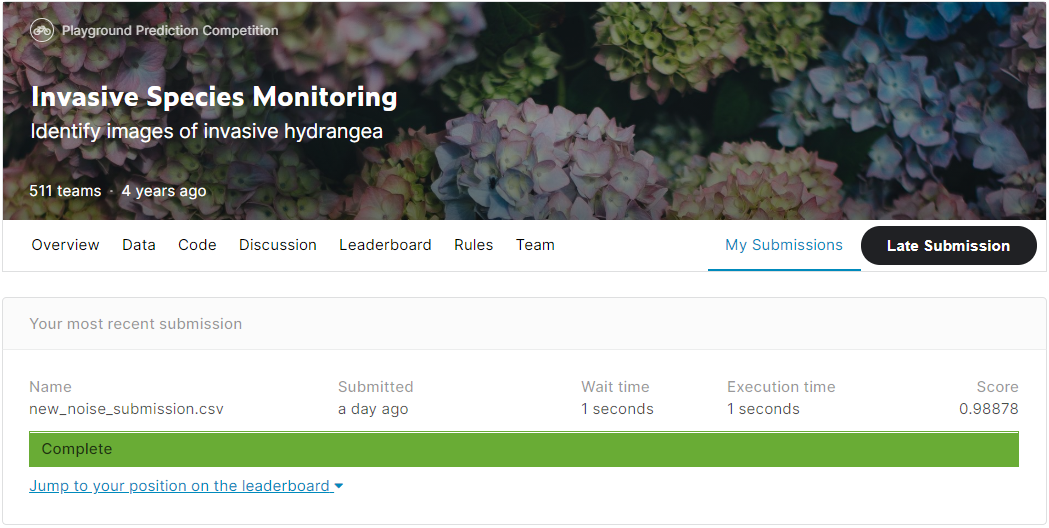 Playground Prediction Competition
Invasive Species Monitoring
Identify images of invasive hydrangea
511 teams · 4 years ago
Overview Data Code Discussion Leaderboard Rules Team My Submissions Late Submission
Your most recent submission
Name Submitted Wait time Execution time Score
new_noise_submission.csv a day ago 1 seconds 1 seconds 0.98878
Complete
Jump to your position on the leaderboard